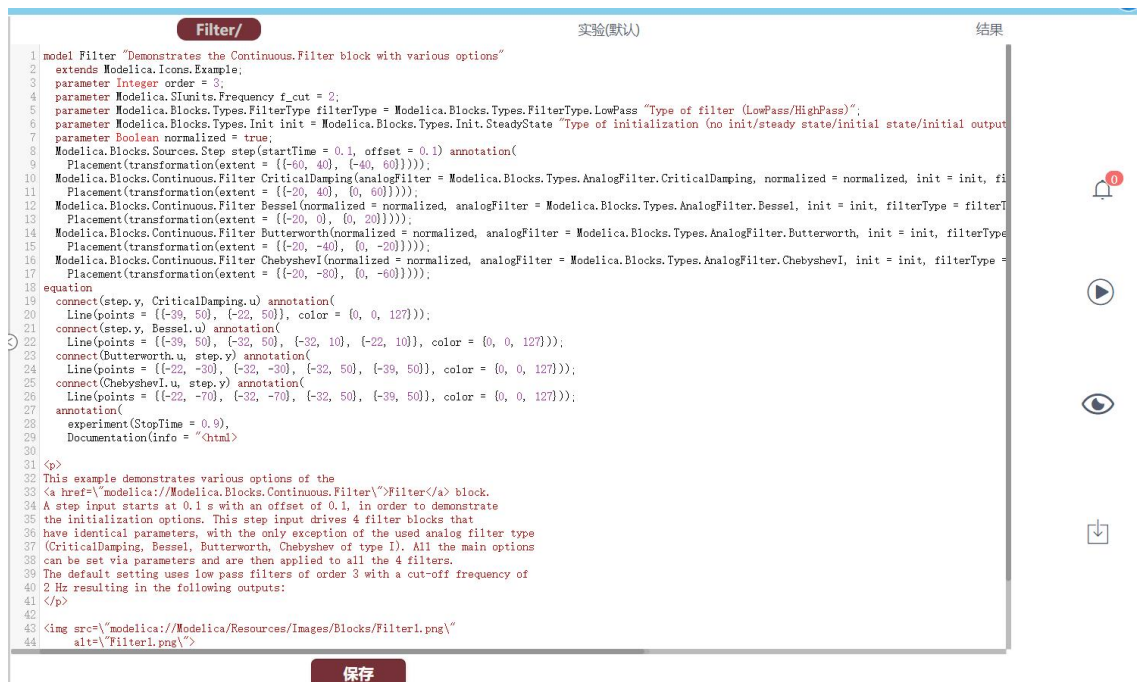 Filter/ 实验(默认) 结果
1 model Filter "Demonstrates the Continuous.Filter block with various options"
2 extends Modelica.Icons.Example;
3 parameter Integer order = 3;
4 parameter Modelica.SIunits.Frequency f_cut = 2;
5 parameter Modelica.Blocks.Types.FilterType filterType = Modelica.Blocks.Types.FilterType.LowPass "Type of filter (LowPass/HighPass)";
6 parameter Modelica.Blocks.Types.Init init = Modelica.Blocks.Types.Init.SteadyState "Type of initialization (no init/steady state/initial state/initial output
7 parameter Boolean normalized = true;
8 Modelica.Blocks.Sources.Step step(startTime = 0.1, offset = 0.1) annotation(
9 Placement(transformation(extent = {{-60, 40}, {-40, 60}})));
10 Modelica.Blocks.Continuous.Filter CriticalDamping(analogFilter = Modelica.Blocks.Types.AnalogFilter.CriticalDamping, normalized = normalized, init = init, fi
11 Placement(transformation(extent = {{-20, 40}, {0, 60}})));
12 Modelica.Blocks.Continuous.Filter Bessel(normalized = normalized, analogFilter = Modelica.Blocks.Types.AnalogFilter.Bessel, init = init, filterType = filterT
13 Placement(transformation(extent = {{-20, 0}, {0, 20}})));
14 Modelica.Blocks.Continuous.Filter Butterworth(normalized = normalized, analogFilter = Modelica.Blocks.Types.AnalogFilter.Butterworth, init = init, filterType
15 Placement(transformation(extent = {{-20, -40}, {0, -20}})));
16 Modelica.Blocks.Continuous.Filter ChebyshevI(normalized = normalized, analogFilter = Modelica.Blocks.Types.AnalogFilter.ChebyshevI, init = init, filterType =
17 Placement(transformation(extent = {{-20, -80}, {0, -60}})));
18 equation
19 connect(step.y, CriticalDamping.u) annotation(
20 Line(points = {{-39, 50}, {-22, 50}}, color = {0, 0, 127}));
21 connect(step.y, Bessel.u) annotation(
22 Line(points = {{-39, 50}, {-32, 50}, {-32, 10}, {-22, 10}}, color = {0, 0, 127}));
23 connect(Butterworth.u, step.y) annotation(
24 Line(points = {{-22, -30}, {-32, -30}, {-32, 50}, {-39, 50}}, color = {0, 0, 127}));
25 connect(ChebyshevI.u, step.y) annotation(
26 Line(points = {{-22, -70}, {-32, -70}, {-32, 50}, {-39, 50}}, color = {0, 0, 127}));
27 annotation(
28 experiment(StopTime = 0.9),
29 Documentation(info = "<html>
30
31 <p>
32 This example demonstrates various options of the
33 <a href=\"modelica://Modelica.Blocks.Continuous.Filter\">Filter</a> block.
34 A step input starts at 0.1 s with an offset of 0.1, in order to demonstrate
35 the initialization options. This step input drives 4 filter blocks that
36 have identical parameters, with the only exception of the used analog filter type
37 (CriticalDamping, Bessel, Butterworth, Chebyshev of type I). All the main options
38 can be set via parameters and are then applied to all the 4 filters.
39 The default setting uses low pass filters of order 3 with a cut-off frequency of
40 2 Hz resulting in the following outputs:
41 </p>
42
43 <img src=\"modelica://Modelica/Resources/Images/Blocks/Filter1.png\"
44 alt=\"Filter1.png\">
0
保存